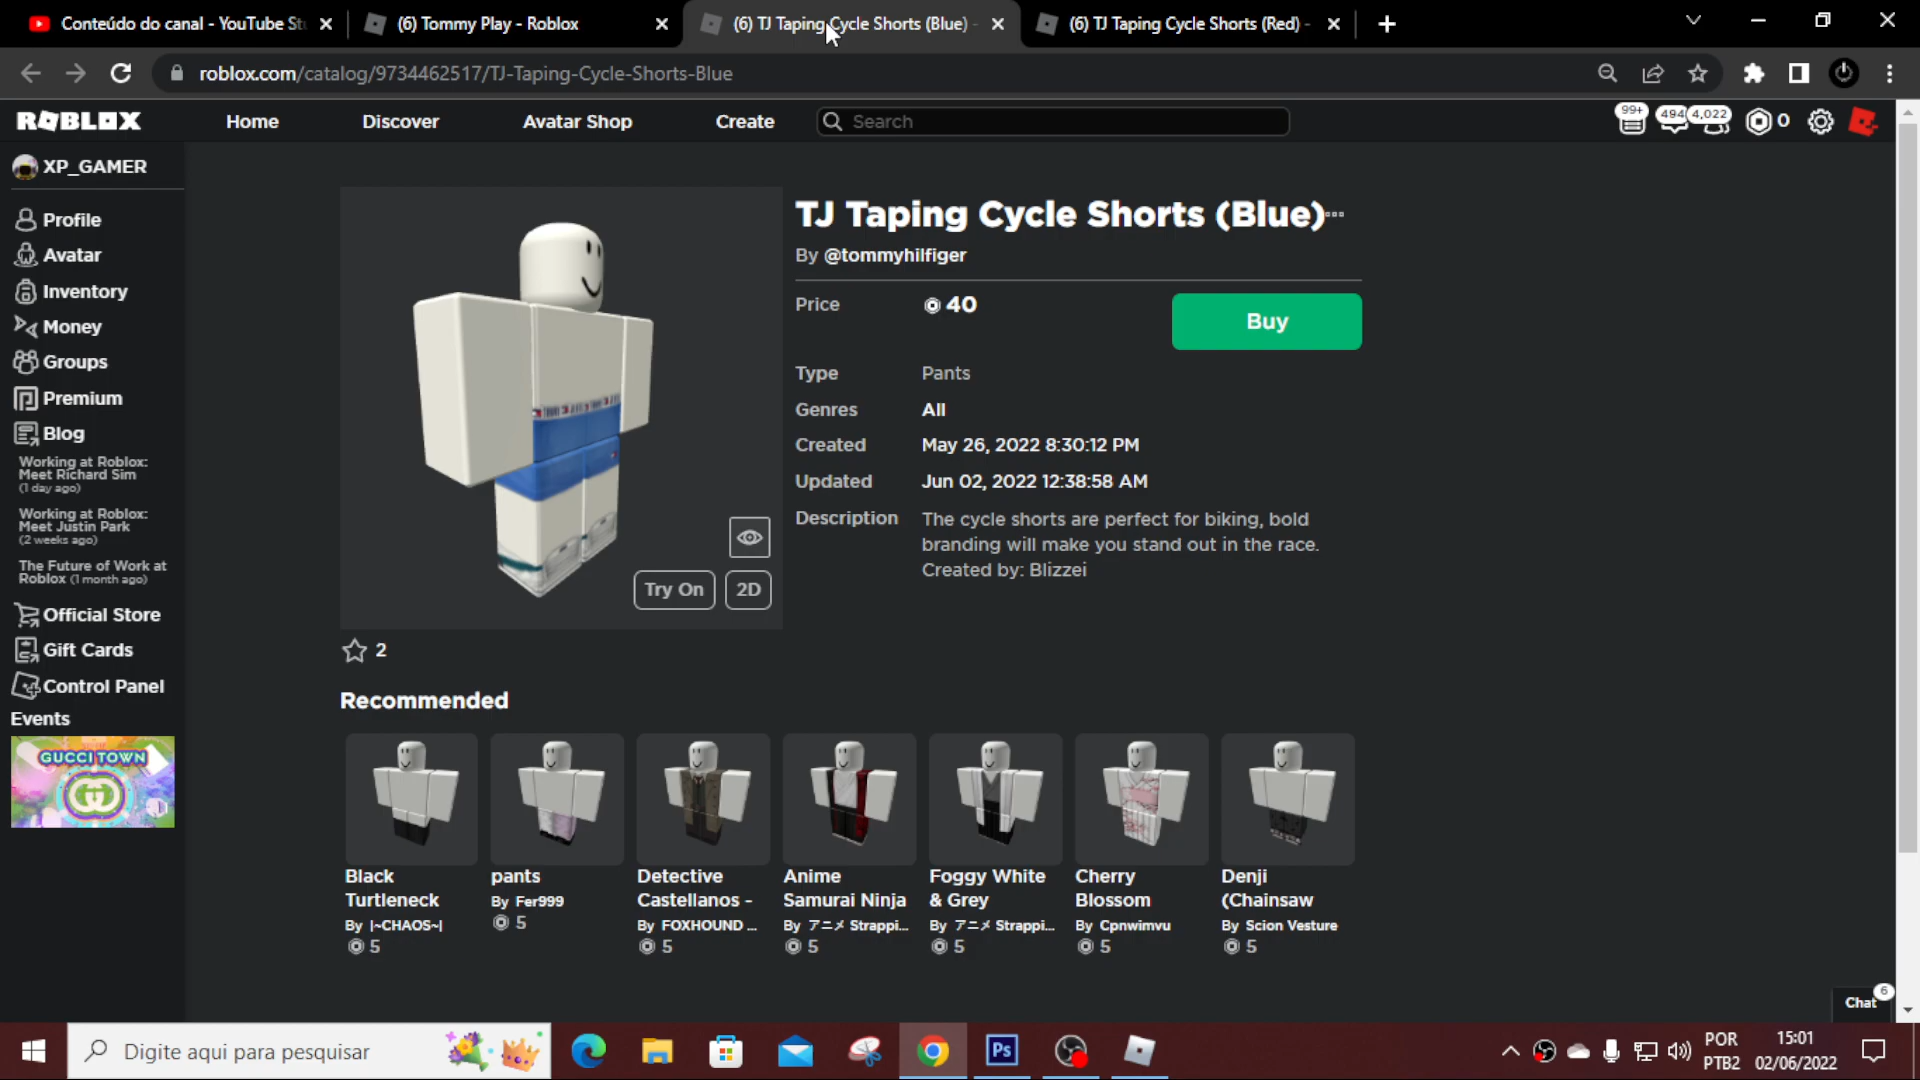 Conteúdo do canal - YouTube St
(6) Tommy Play - Roblox
(6) TJ Taping Cycle Shorts (Blue) -
(6) TJ Taping Cycle Shorts (Red) -
roblox.com/catalog/9734462517/TJ-Taping-Cycle-Shorts-Blue
ROBLOX
Home
Discover
Avatar Shop
Create
Search
99+
494
4,022
0
XP_GAMER
Profile
Avatar
Inventory
Money
Groups
Premium
Blog
Working at Roblox:
Meet Richard Sim
(1 day ago)
Working at Roblox:
Meet Justin Park
(2 weeks ago)
The Future of Work at
Roblox (1 month ago)
Official Store
Gift Cards
Control Panel
Events
GUCCI TOWN
TJ Taping Cycle Shorts (Blue)
By @tommyhilfiger
Price 40
Buy
Type Pants
Genres All
Created May 26, 2022 8:30:12 PM
Updated Jun 02, 2022 12:38:58 AM
Description The cycle shorts are perfect for biking, bold
branding will make you stand out in the race.
Created by: Blizzei
Try On
2D
2
Recommended
Black
Turtleneck
By |~CHAOS~|
5
pants
By Fer999
5
Detective
Castellanos -
By FOXHOUND ...
5
Anime
Samurai Ninja
By アニメ Strappi...
5
Foggy White
& Grey
By アニメ Strappi...
5
Cherry
Blossom
By Cpnwimvu
5
Denji
(Chainsaw
By Scion Vesture
5
Chat
6
Digite aqui para pesquisar
Ps
POR
PTB2
15:01
02/06/2022